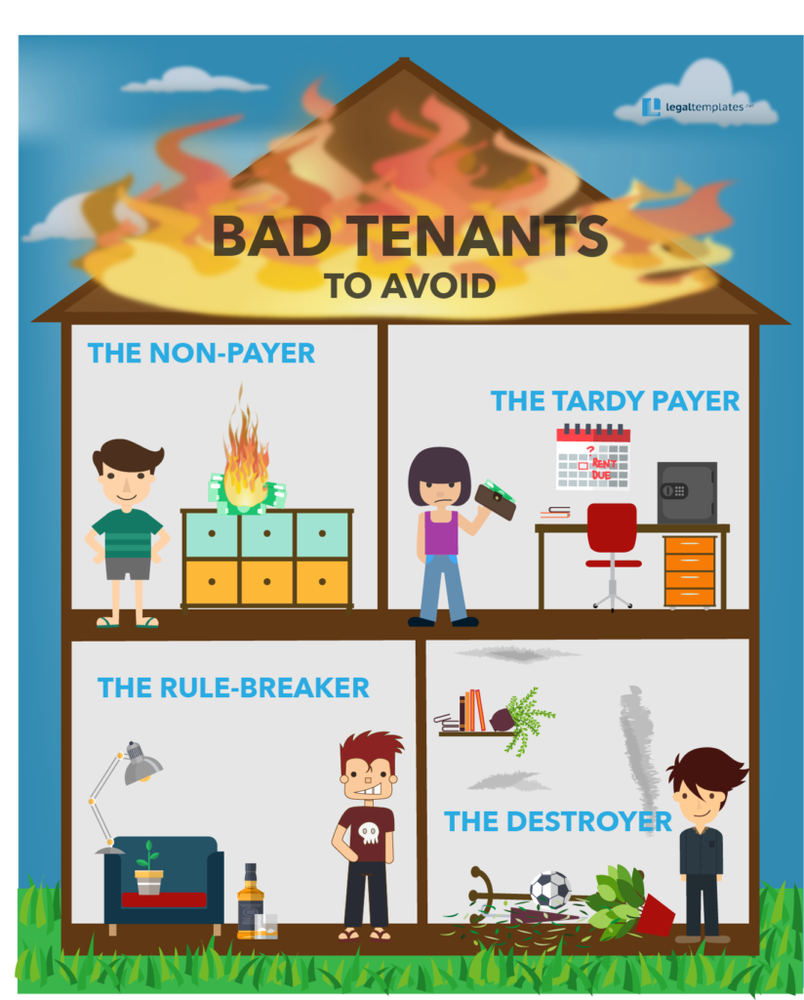 legaltemplates
BAD TENANTS
TO AVOID
THE NON-PAYER
THE TARDY PAYER
?
RENT
DUE
THE RULE-BREAKER
THE DESTROYER